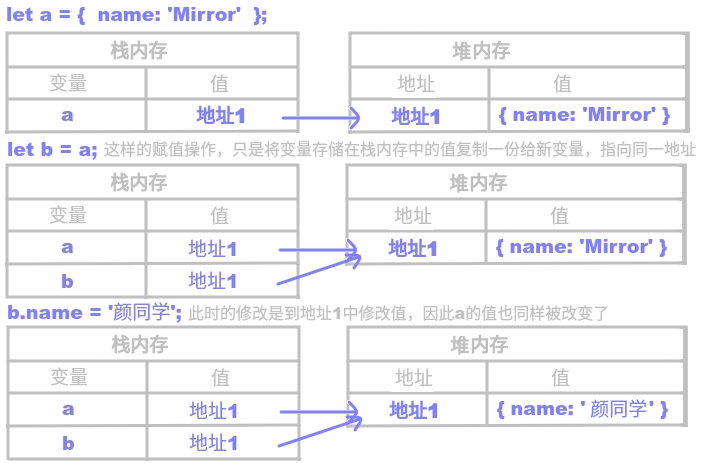 let a = {  name: 'Mirror'  };
栈内存 堆内存
变量 值 地址 值
a 地址1 地址1 { name: 'Mirror' }
let b = a; 这样的赋值操作，只是将变量存储在栈内存中的值复制一份给新变量，指向同一地址
栈内存 堆内存
变量 值 地址 值
a 地址1 地址1 { name: 'Mirror' }
b 地址1
b.name = '颜同学'; 此时的修改是到地址1中修改值，因此a的值也同样被改变了
栈内存 堆内存
变量 值 地址 值
a 地址1 地址1 { name: ' 颜同学' }
b 地址1